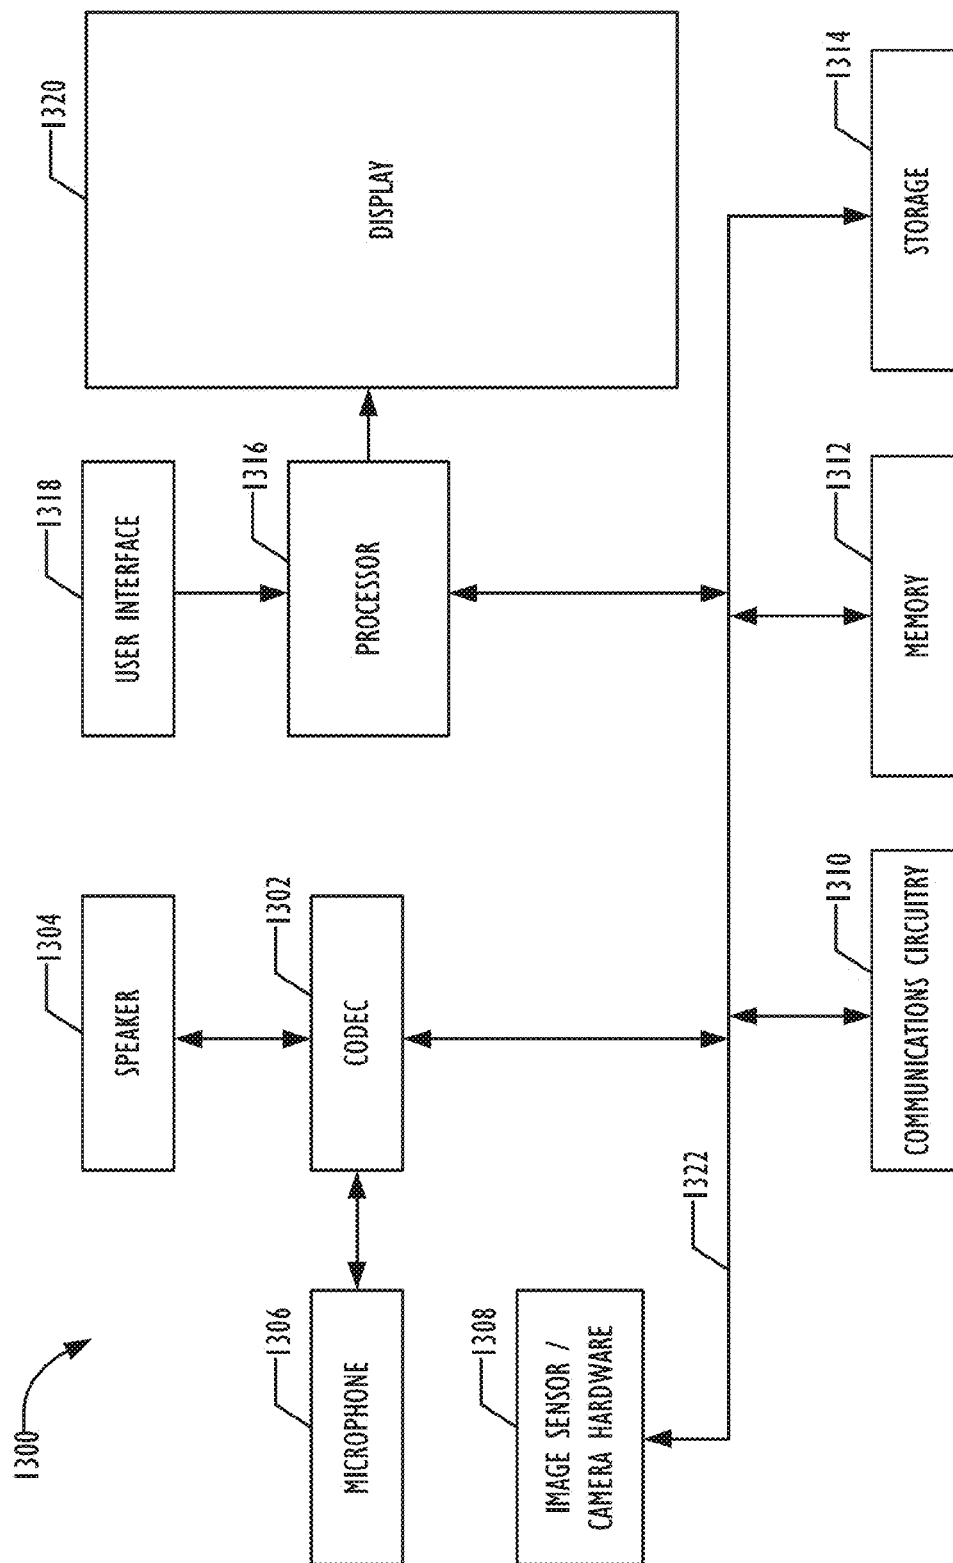 1300
MICROPHONE
1306
SPEAKER
1304
CODEC
1302
USER INTERFACE
1318
PROCESSOR
1316
DISPLAY
1320
IMAGE SENSOR /
CAMERA HARDWARE
1308
1322
COMMUNICATIONS CIRCUITRY
1310
MEMORY
1312
STORAGE
1314